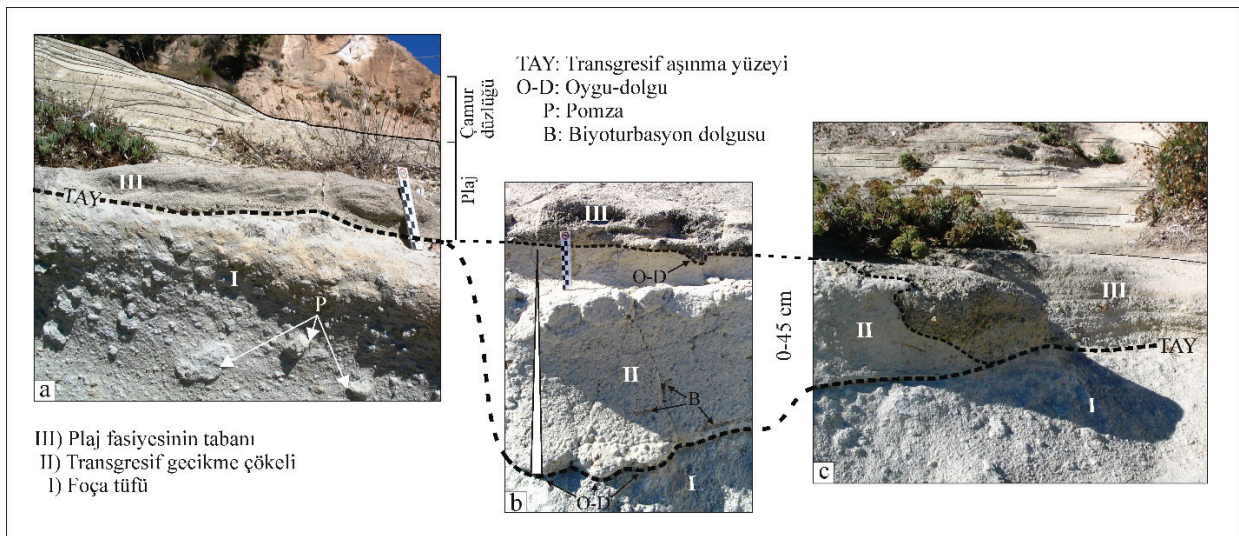 TAY: Transgresif aşınma yüzeyi
O-D: Oygu-dolgu
P: Pomza
B: Biyoturbasyon dolgusu
Çamur
düzlüğü
Plaj
III
TAY
I
P
a
III
O-D
II
B
I
O-D
b
0-45 cm
III
II
TAY
I
c
III) Plaj fasiyesinin tabanı
II) Transgresif gecikme çökeli
I) Foça tüfü